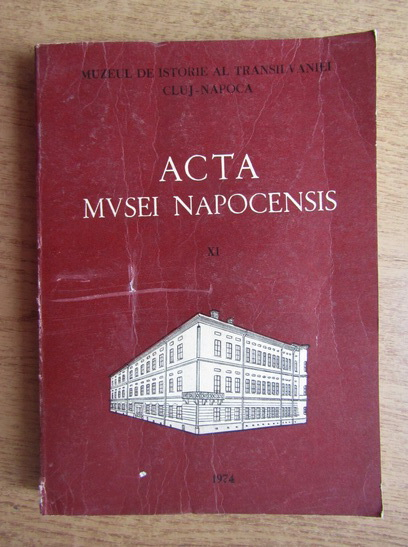 MUZEUL DE ISTORIE AL TRANSILVANIEI
CLUJ-NAPOCA
ACTA
MVSEI NAPOCENSIS
XI
1974